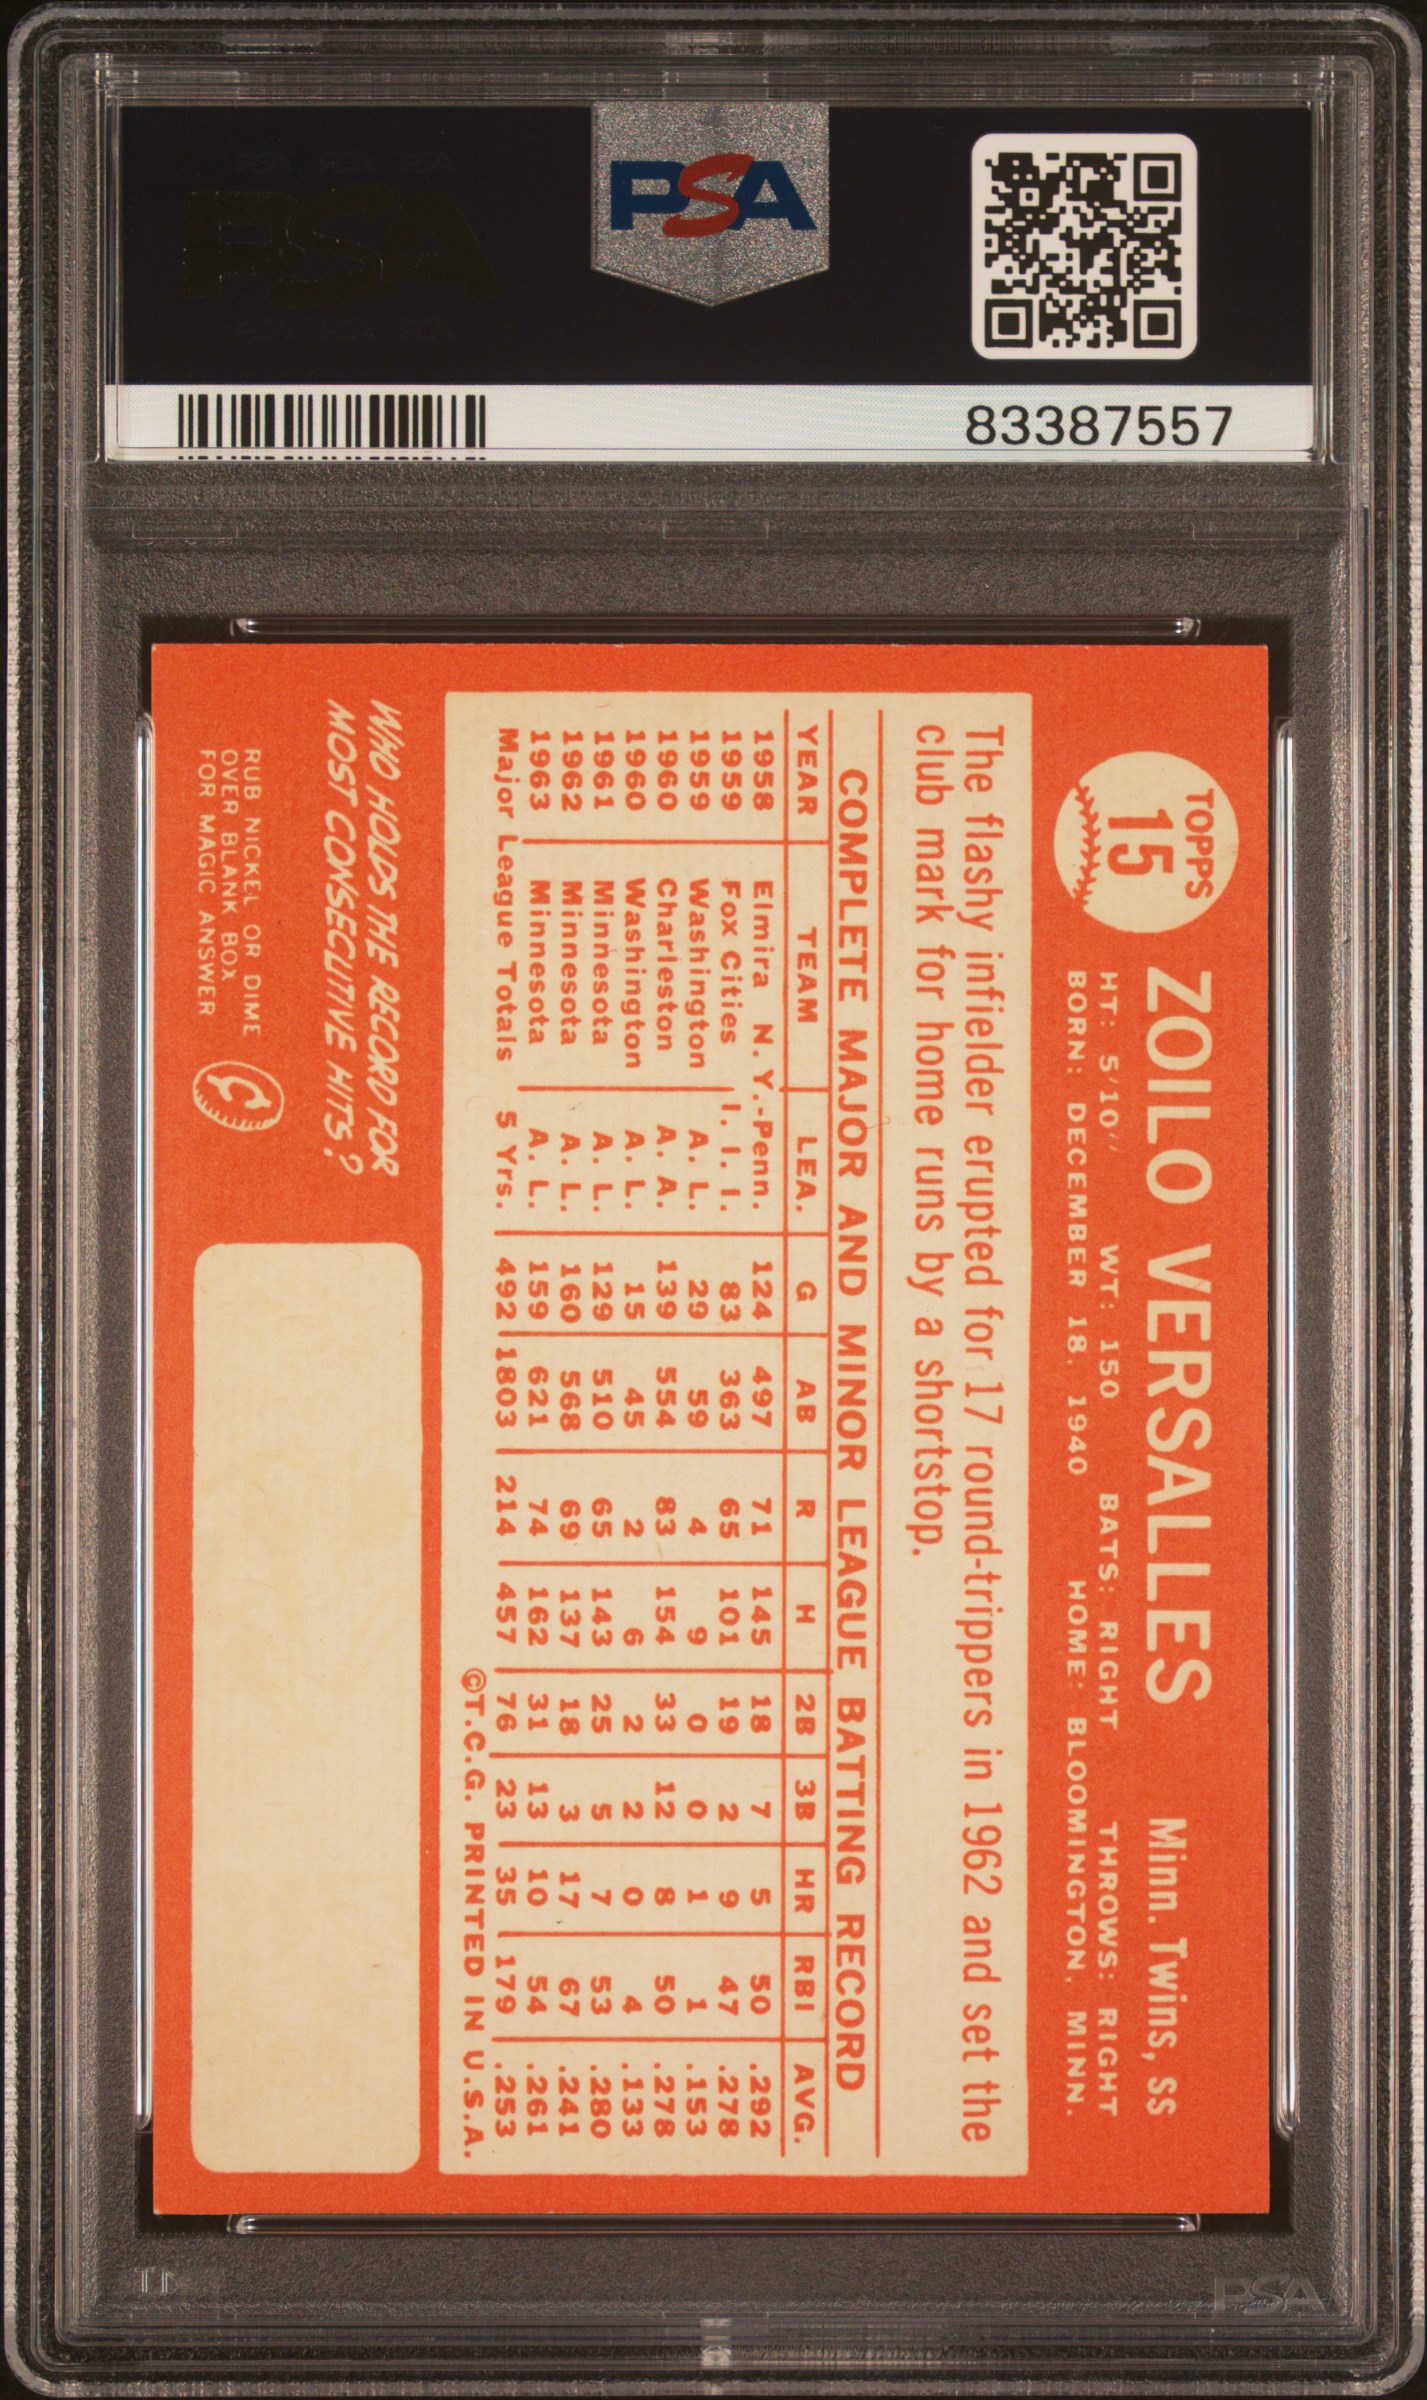 PSA
83387557
TOPPS
15
ZOILO VERSALLES Minn. Twins, SS
HT: 5'10" WT: 150 BATS: RIGHT THROWS: RIGHT
BORN: DECEMBER 18, 1940 HOME: BLOOMINGTON, MINN.
The flashy infielder erupted for 17 round-trippers in 1962 and set the
club mark for home runs by a shortstop.
COMPLETE MAJOR AND MINOR LEAGUE BATTING RECORD
YEAR TEAM LEA. G AB R H 2B 3B HR RBI AVG.
1958 Elmira N. Y.-Penn. 124 497 71 145 18 7 5 50 .292
1959 Fox Cities I. I. I. 83 363 65 101 19 2 9 47 .278
1959 Washington A. L. 29 59 4 9 0 0 1 1 .153
1960 Charleston A. A. 139 554 83 154 33 12 8 50 .278
1960 Washington A. L. 15 45 2 6 2 2 0 4 .133
1961 Minnesota A. L. 129 510 65 143 25 5 7 53 .280
1962 Minnesota A. L. 160 568 69 137 18 3 17 67 .241
1963 Minnesota A. L. 159 621 74 162 31 13 10 54 .261
Major League Totals 5 Yrs. 492 1803 214 457 76 23 35 179 .253
©T.C.G. PRINTED IN U.S.A.
WHO HOLDS THE RECORD FOR
MOST CONSECUTIVE HITS?
RUB NICKEL OR DIME
OVER BLANK BOX
FOR MAGIC ANSWER
PSA